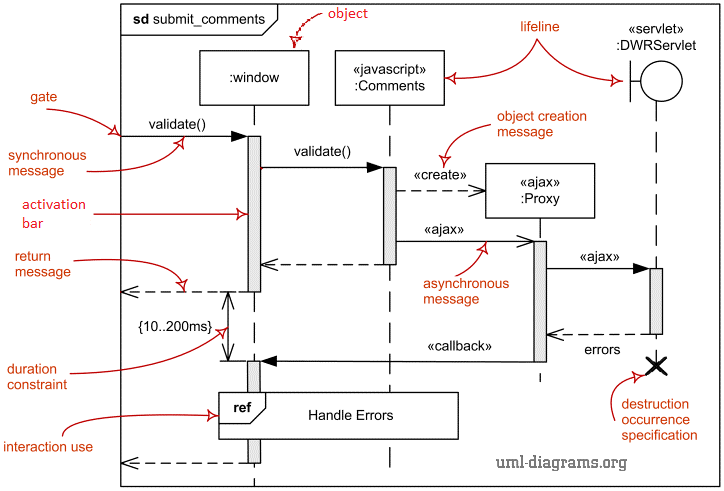 sd submit_comments
object
lifeline
«servlet»
:DWRServlet
:window
«javascript»
:Comments
gate
validate()
object creation
message
synchronous
message
validate()
«create»
«ajax»
:Proxy
activation
bar
«ajax»
«ajax»
return
message
asynchronous
message
{10..200ms}
«callback»
errors
duration
constraint
ref
Handle Errors
destruction
occurrence
specification
interaction use
uml-diagrams.org